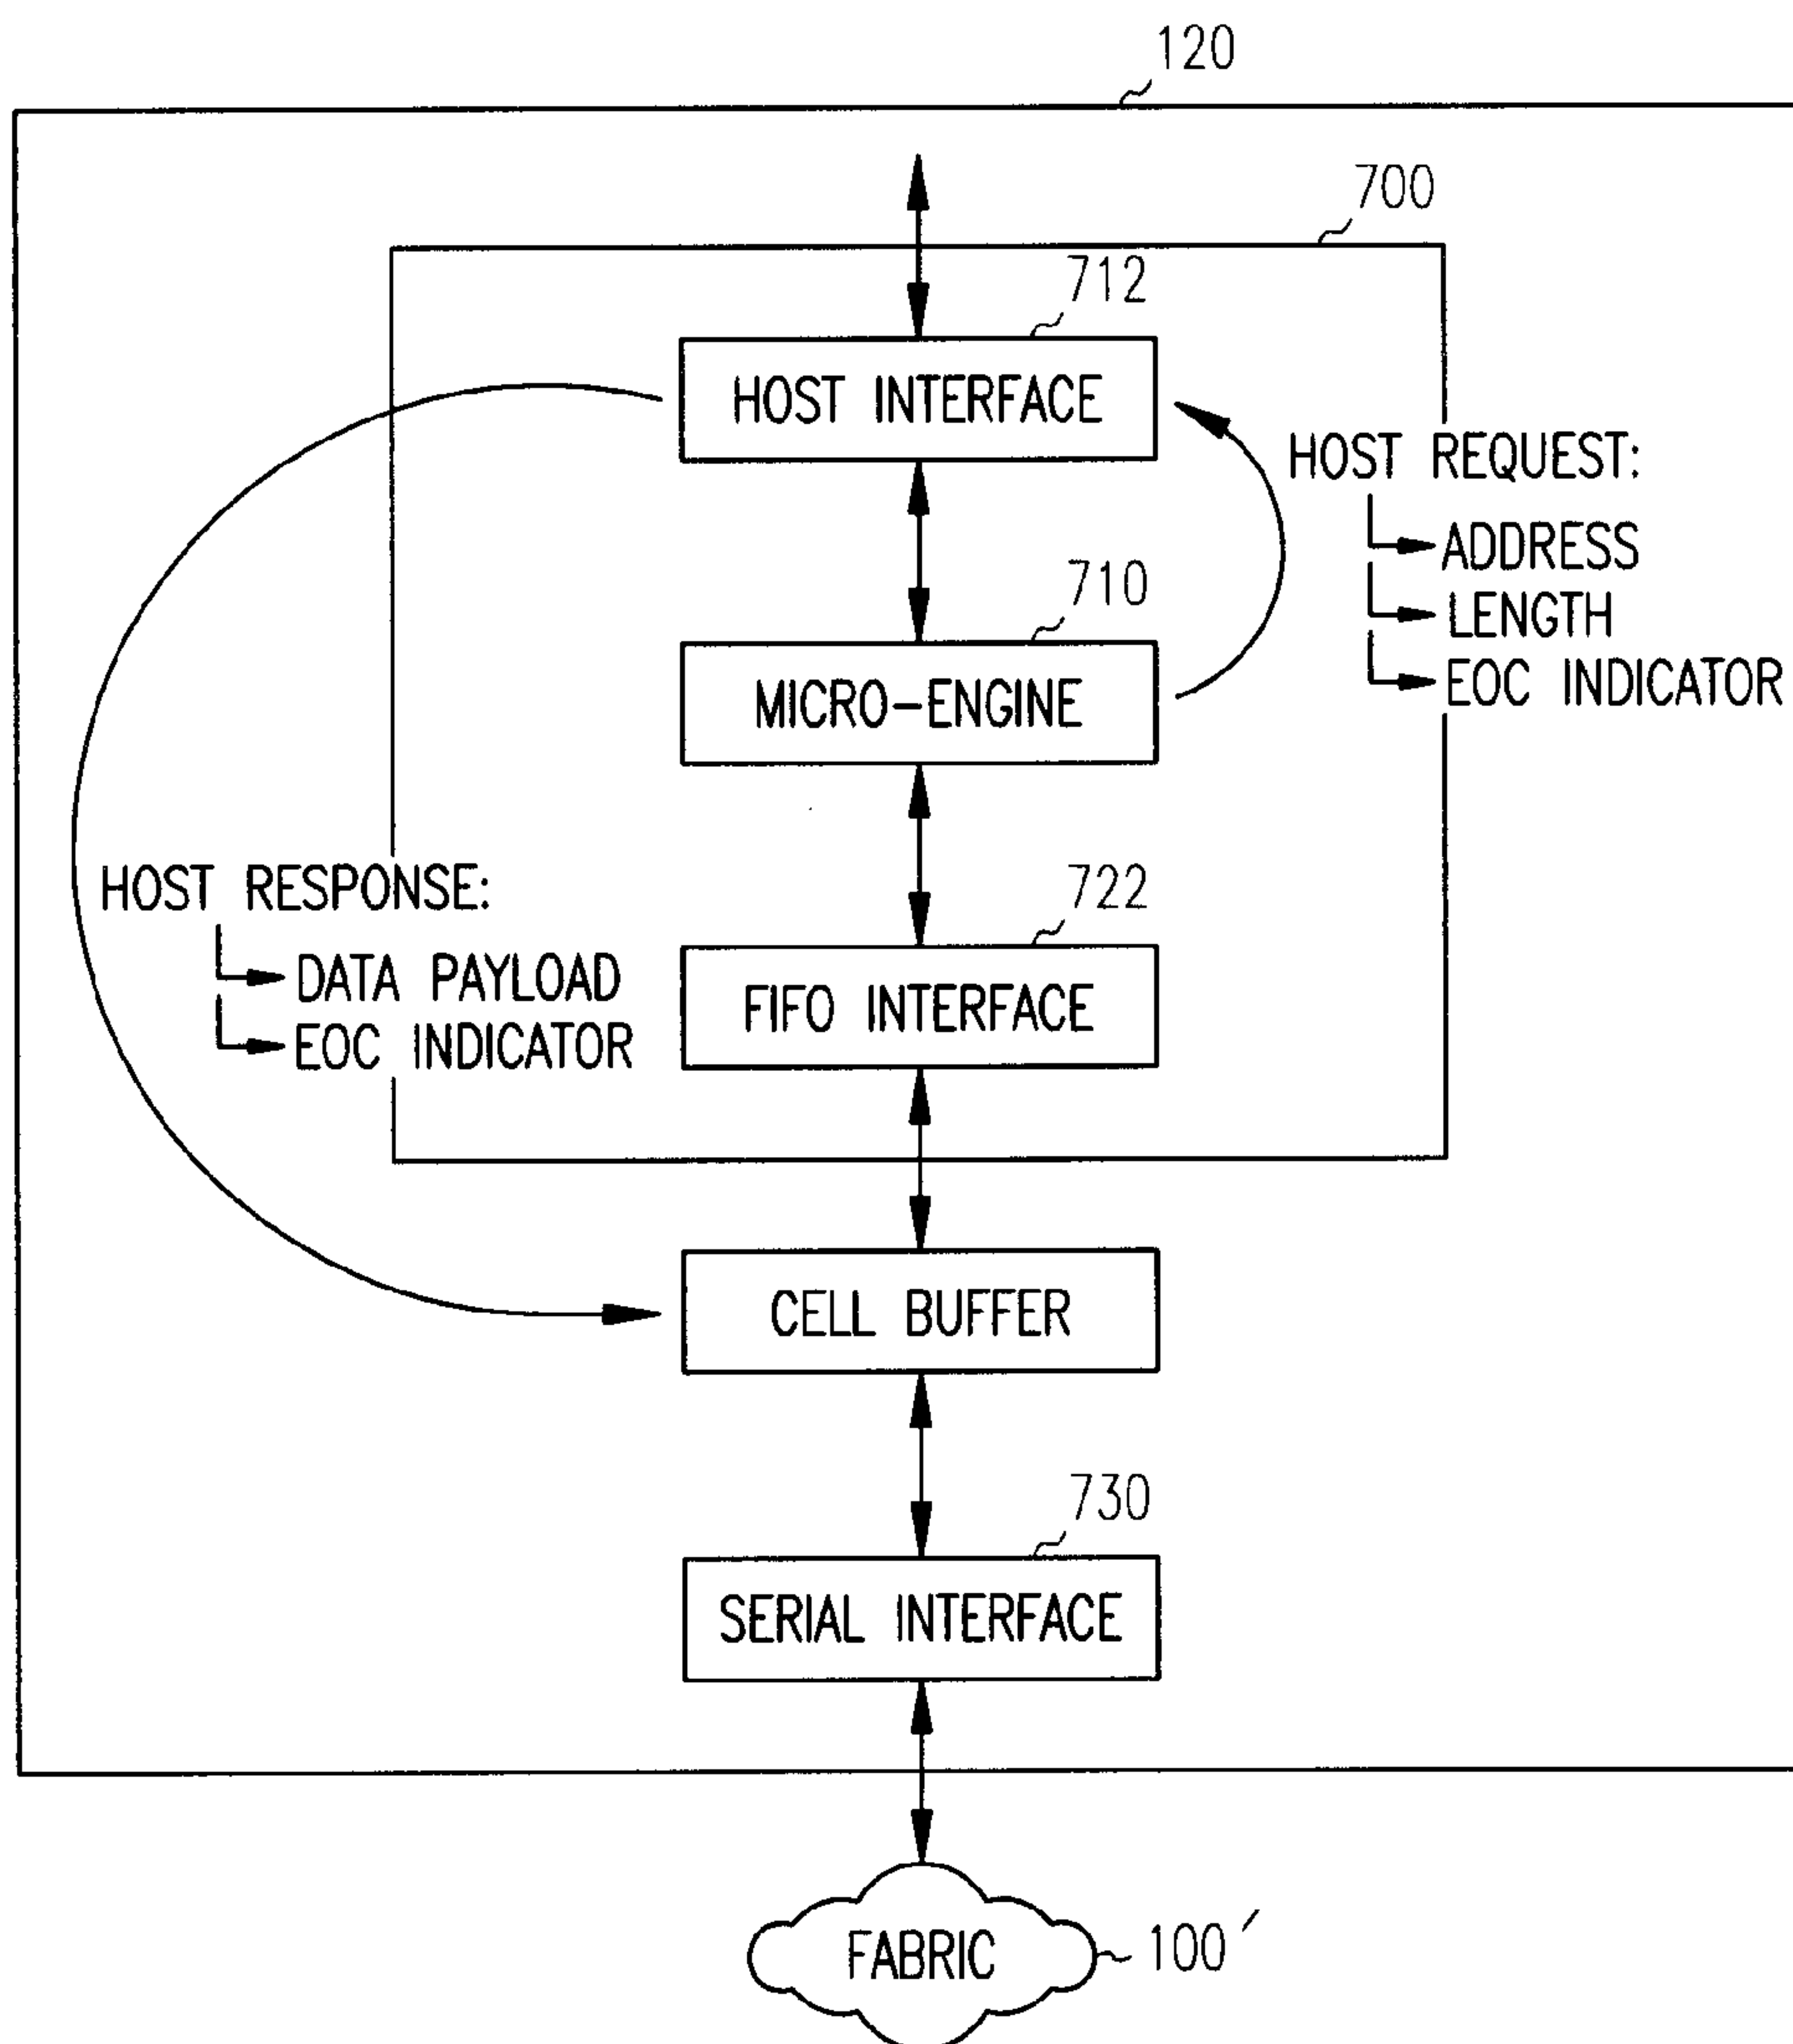 120
700
712
HOST INTERFACE
HOST REQUEST:
ADDRESS
LENGTH
EOC INDICATOR
710
MICRO-ENGINE
722
HOST RESPONSE:
DATA PAYLOAD
EOC INDICATOR
FIFO INTERFACE
CELL BUFFER
730
SERIAL INTERFACE
FABRIC
100′